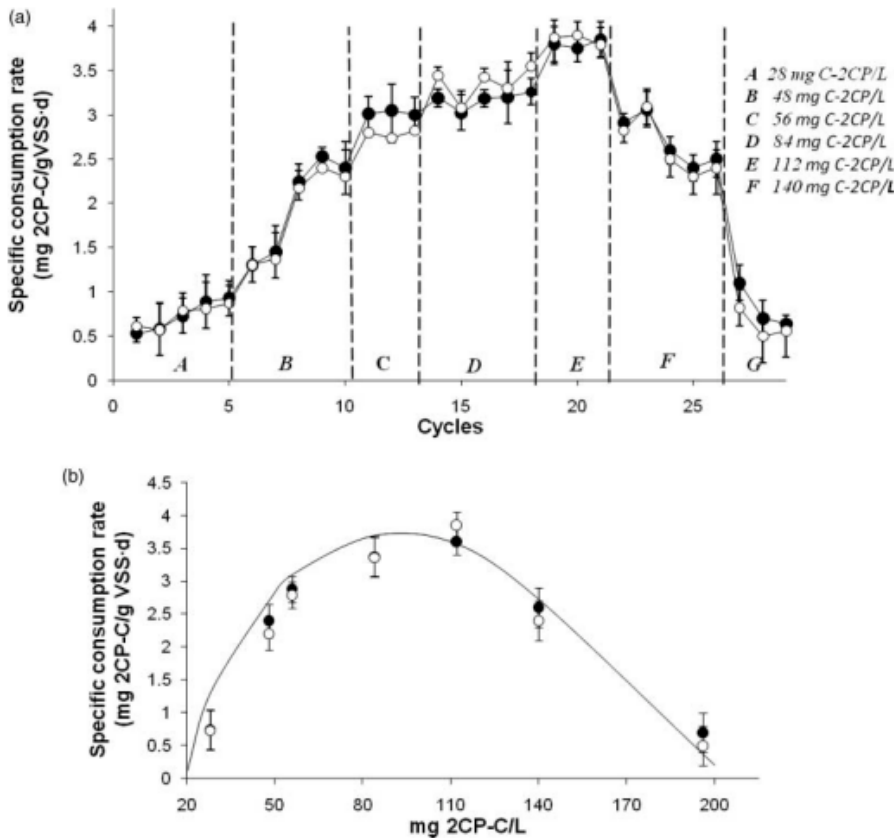 (a)
Specific consumption rate
(mg 2CP-C/gVSS·d)
4
3.5
3
2.5
2
1.5
1
0.5
0
A
B
C
D
E
F
G
0
5
10
15
20
25
Cycles
A 28 mg C-2CP/L
B 48 mg C-2CP/L
C 56 mg C-2CP/L
D 84 mg C-2CP/L
E 112 mg C-2CP/L
F 140 mg C-2CP/L
(b)
Specific consumption rate
(mg 2CP-C/g VSS·d)
4.5
4
3.5
3
2.5
2
1.5
1
0.5
0
20
50
80
110
140
170
200
mg 2CP-C/L